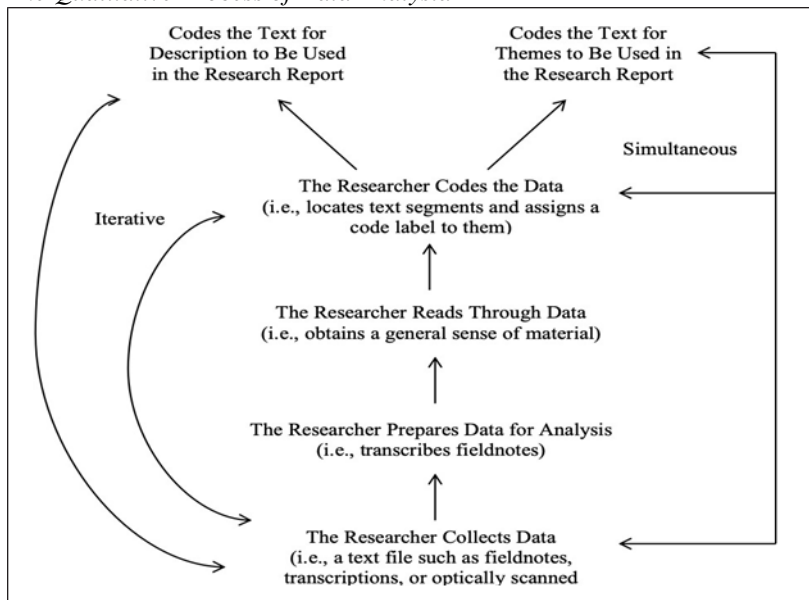 Codes the Text for
Description to Be Used
in the Research Report
Codes the Text for
Themes to Be Used in
the Research Report
Simultaneous
The Researcher Codes the Data
(i.e., locates text segments and assigns a
code label to them)
Iterative
The Researcher Reads Through Data
(i.e., obtains a general sense of material)
The Researcher Prepares Data for Analysis
(i.e., transcribes fieldnotes)
The Researcher Collects Data
(i.e., a text file such as fieldnotes,
transcriptions, or optically scanned